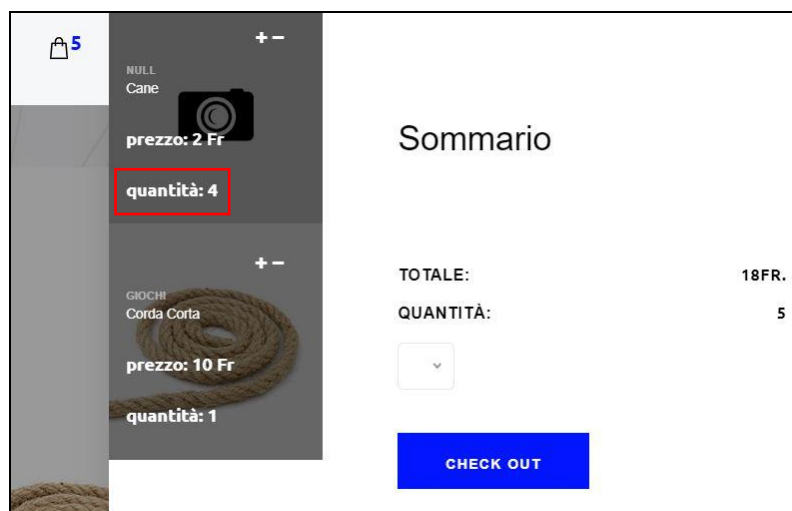 5
+ −
NULL
Cane
prezzo: 2 Fr
quantità: 4
+ −
GIOCHI
Corda Corta
prezzo: 10 Fr
quantità: 1
Sommario
TOTALE: 18FR.
QUANTITÀ: 5
CHECK OUT